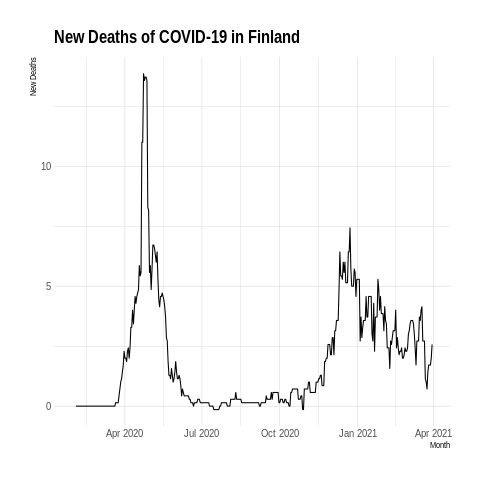 New Deaths of COVID-19 in Finland
New Deaths
10
5
0
Apr 2020 Jul 2020 Oct 2020 Jan 2021 Apr 2021
Month